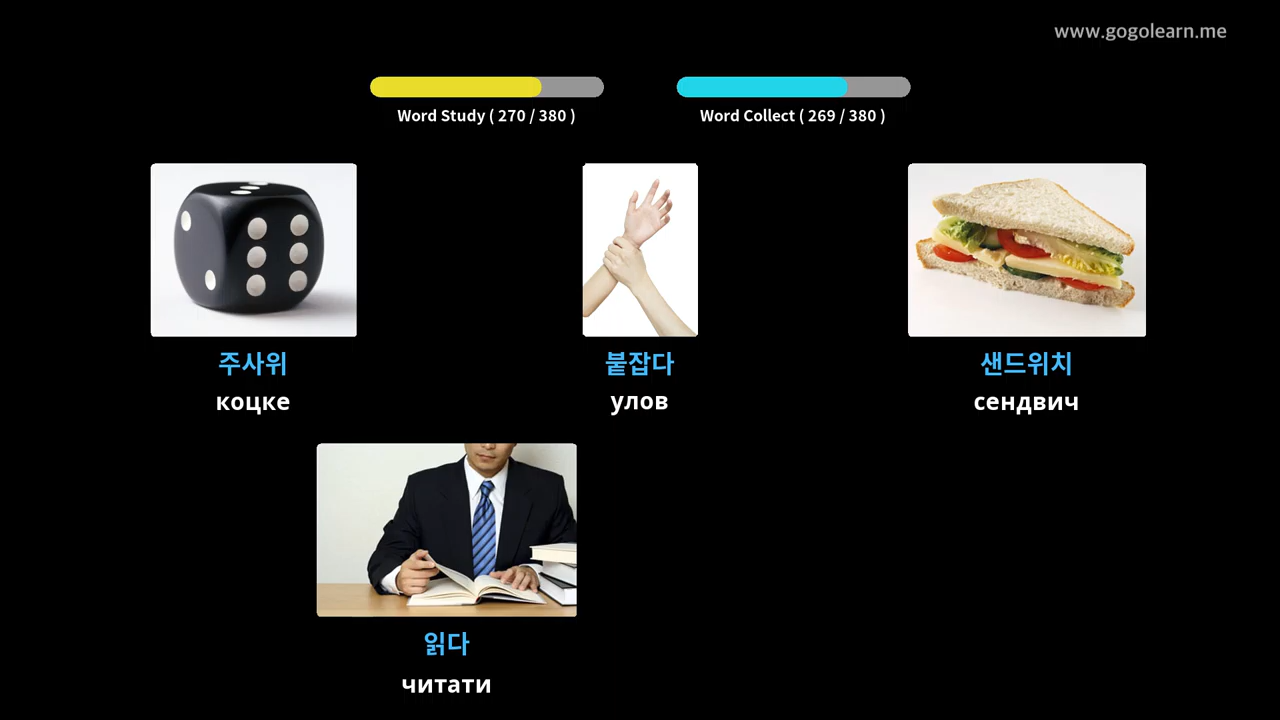 www.gogolearn.me
Word Study ( 270 / 380 )
Word Collect ( 269 / 380 )
주사위
коцке
붙잡다
улов
샌드위치
сендвич
읽다
читати